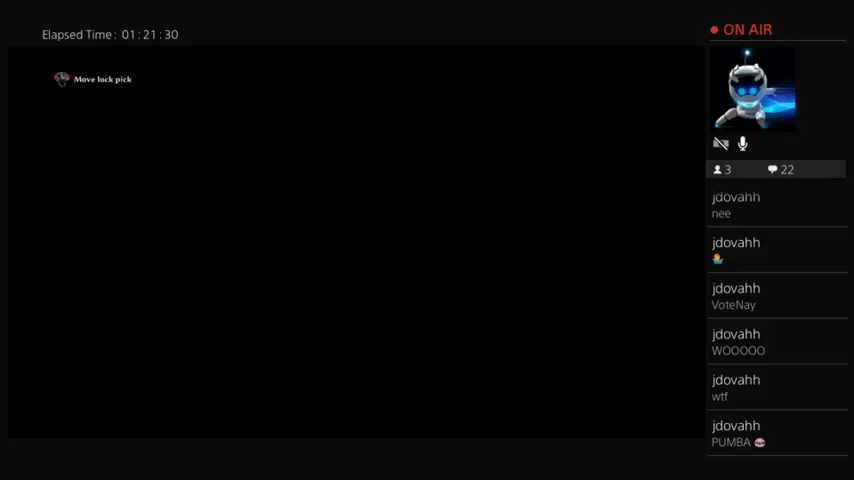 Elapsed Time: 01:21:30
ON AIR
Move lock pick
3 22
jdovahh
nee
jdovahh
jdovahh
VoteNay
jdovahh
WOOOOO
jdovahh
wtf
jdovahh
PUMBA